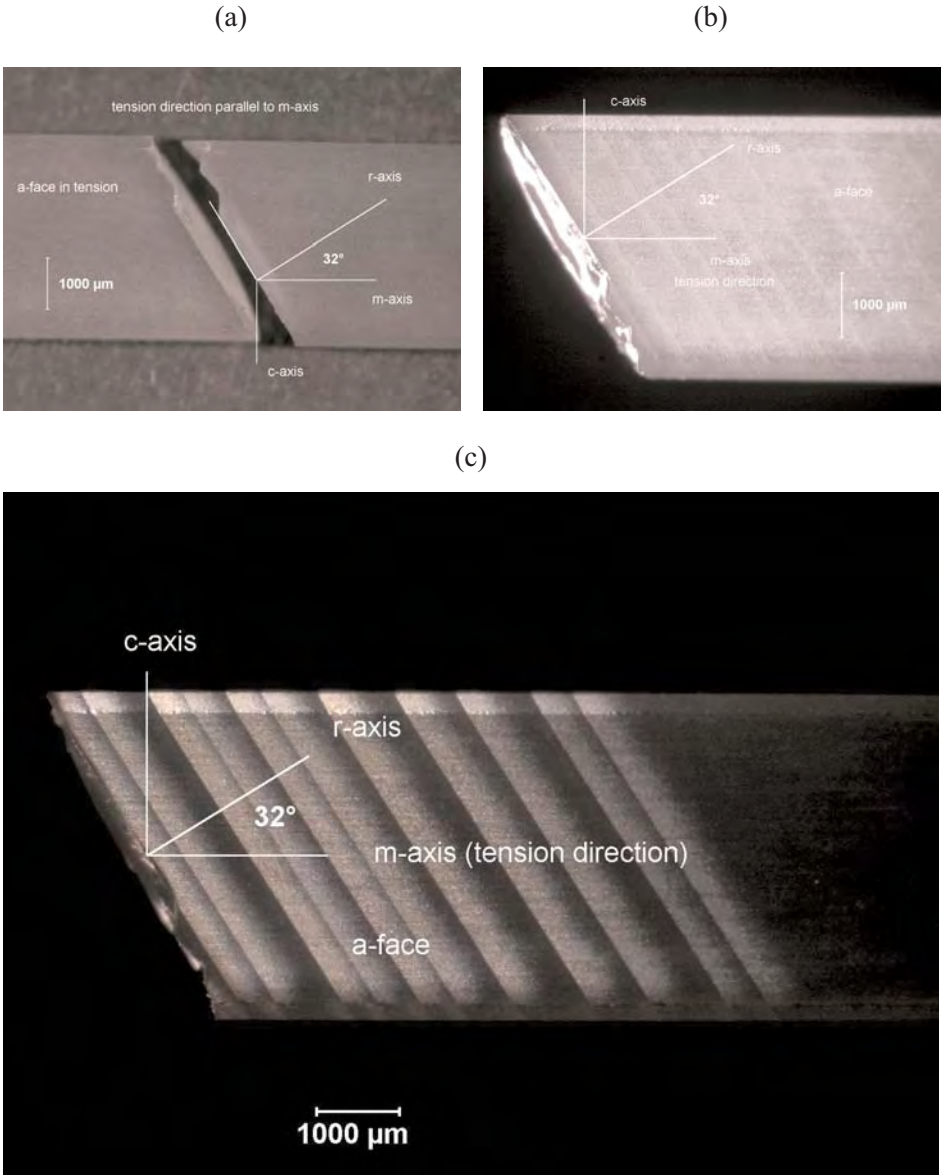 (a)
tension direction parallel to m-axis
a-face in tension
r-axis
32°
1000 µm
m-axis
c-axis
(b)
c-axis
r-axis
32°
a-face
m-axis
tension direction
1000 µm
(c)
c-axis
r-axis
32°
m-axis (tension direction)
a-face
1000 µm